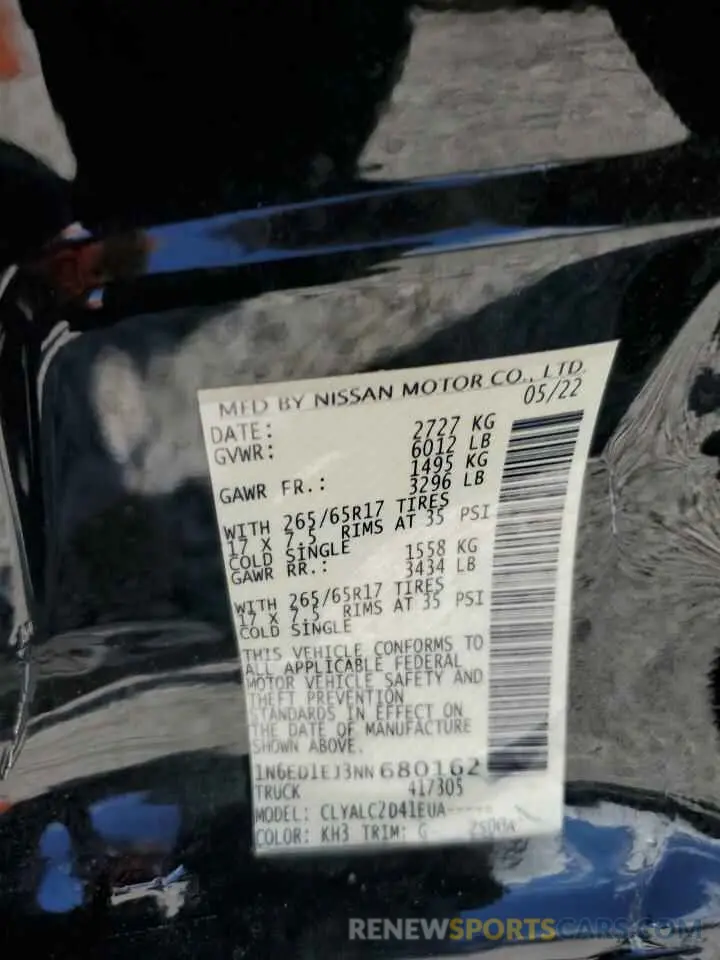 MFD BY NISSAN MOTOR CO., LTD.
DATE: 05/22
GVWR: 2727 KG
6012 LB
GAWR FR.: 1495 KG
3296 LB
WITH 265/65R17 TIRES
17 X 7.5 RIMS AT 35 PSI
COLD SINGLE
GAWR RR.: 1558 KG
3434 LB
WITH 265/65R17 TIRES
17 X 7.5 RIMS AT 35 PSI
COLD SINGLE
THIS VEHICLE CONFORMS TO
ALL APPLICABLE FEDERAL
MOTOR VEHICLE SAFETY AND
THEFT PREVENTION
STANDARDS IN EFFECT ON
THE DATE OF MANUFACTURE
SHOWN ABOVE.
1N6ED1EJ3NN680162
TRUCK 417305
MODEL: CLYALC2D41EUA-----
COLOR: KH3 TRIM: G
RENEWSPORTSCARS.COM